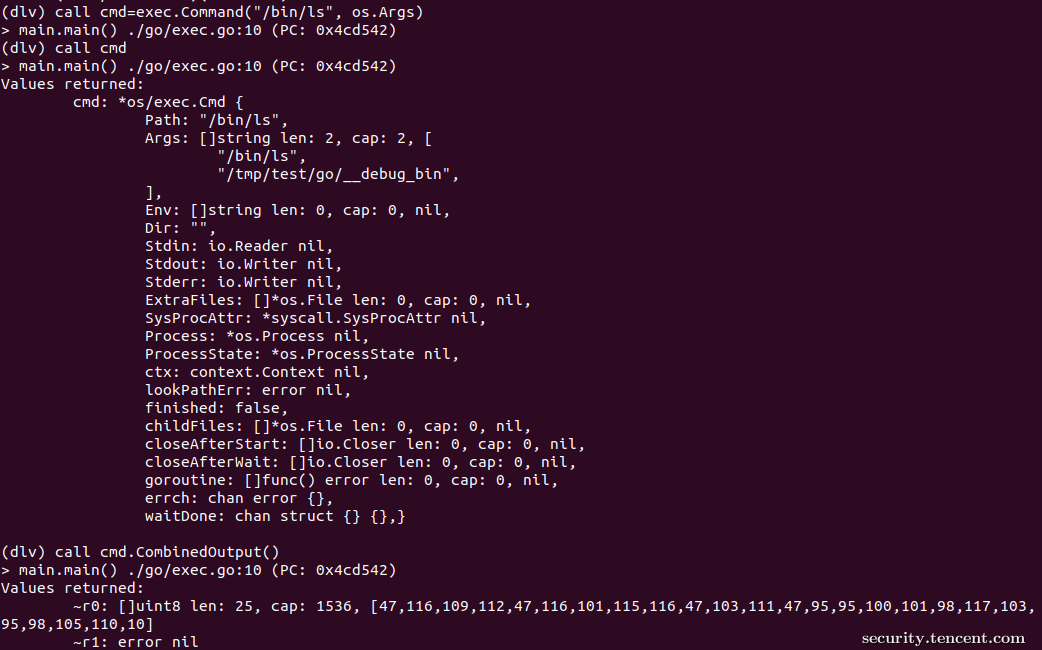 (dlv) call cmd=exec.Command("/bin/ls", os.Args)
> main.main() ./go/exec.go:10 (PC: 0x4cd542)
(dlv) call cmd
> main.main() ./go/exec.go:10 (PC: 0x4cd542)
Values returned:
        cmd: *os/exec.Cmd {
                Path: "/bin/ls",
                Args: []string len: 2, cap: 2, [
                        "/bin/ls",
                        "/tmp/test/go/__debug_bin",
                ],
                Env: []string len: 0, cap: 0, nil,
                Dir: "",
                Stdin: io.Reader nil,
                Stdout: io.Writer nil,
                Stderr: io.Writer nil,
                ExtraFiles: []*os.File len: 0, cap: 0, nil,
                SysProcAttr: *syscall.SysProcAttr nil,
                Process: *os.Process nil,
                ProcessState: *os.ProcessState nil,
                ctx: context.Context nil,
                lookPathErr: error nil,
                finished: false,
                childFiles: []*os.File len: 0, cap: 0, nil,
                closeAfterStart: []io.Closer len: 0, cap: 0, nil,
                closeAfterWait: []io.Closer len: 0, cap: 0, nil,
                goroutine: []func() error len: 0, cap: 0, nil,
                errch: chan error {},
                waitDone: chan struct {} {},}
(dlv) call cmd.CombinedOutput()
> main.main() ./go/exec.go:10 (PC: 0x4cd542)
Values returned:
        ~r0: []uint8 len: 25, cap: 1536, [47,116,109,112,47,116,101,115,116,47,103,111,47,95,95,100,101,98,117,103,
95,98,105,110,10]
        ~r1: error nil
security.tencent.com